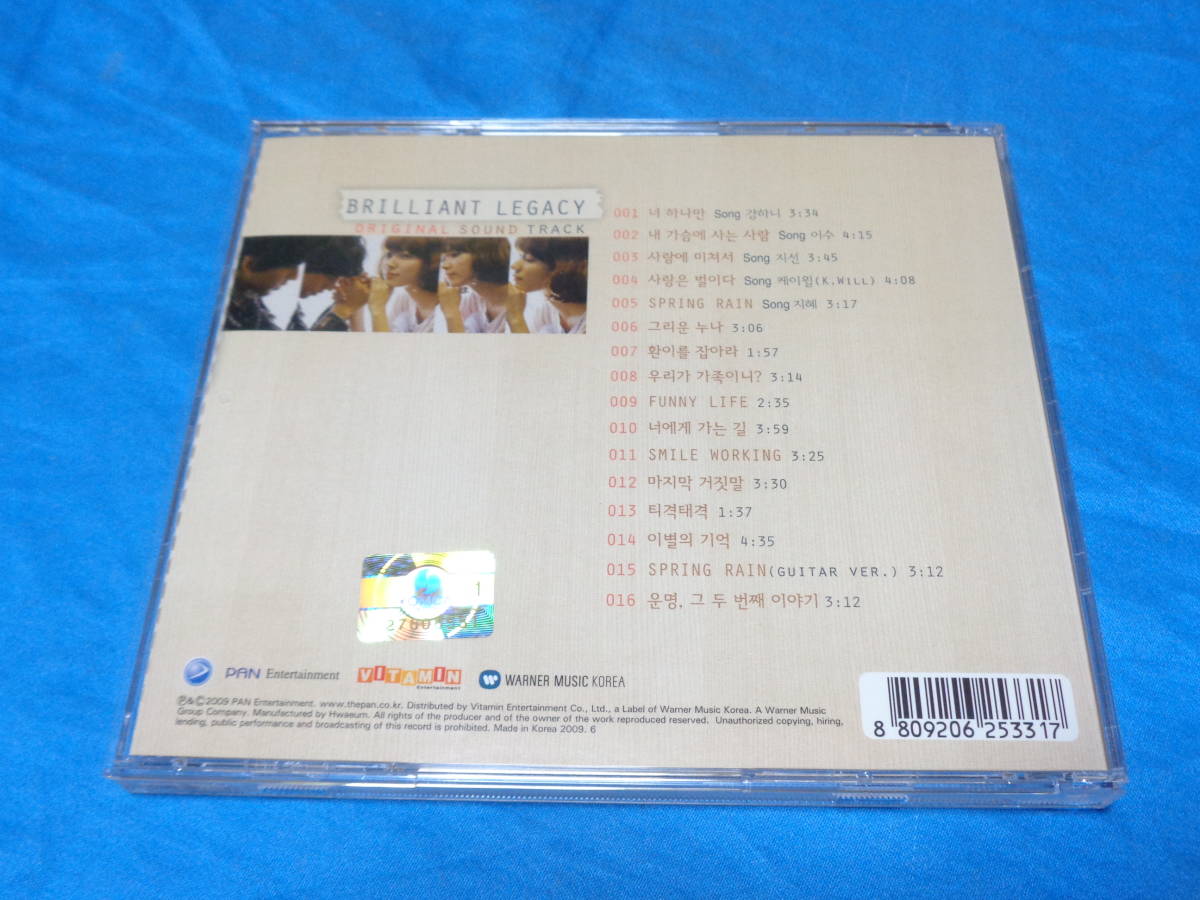 BRILLIANT LEGACY
ORIGINAL SOUND TRACK
001 너 하나만 Song 강하니 3:34
002 내 가슴에 사는 사람 Song 이수 4:15
003 사랑에 미쳐서 Song 지선 3:45
004 사랑은 벌이다 Song 케이윌(K.WILL) 4:08
005 SPRING RAIN Song 지혜 3:17
006 그리운 누나 3:06
007 환이를 잡아라 1:57
008 우리가 가족이니? 3:14
009 FUNNY LIFE 2:35
010 너에게 가는 길 3:59
011 SMILE WORKING 3:25
012 마지막 거짓말 3:30
013 티격태격 1:37
014 이별의 기억 4:35
015 SPRING RAIN(GUITAR VER.) 3:12
016 운명, 그 두 번째 이야기 3:12
1
PAN Entertainment
VITAMIN
Entertainment
WARNER MUSIC KOREA
℗&©2009 PAN Entertainment. www.thepan.co.kr. Distributed by Vitamin Entertainment Co., Ltd., a Label of Warner Music Korea. A Warner Music
Group Company. Manufactured by Hwaeum. All rights of the producer and of the owner of the work reproduced reserved. Unauthorized copying, hiring,
lending, public performance and broadcasting of this record is prohibited. Made in Korea 2009. 6
8 809206 253317